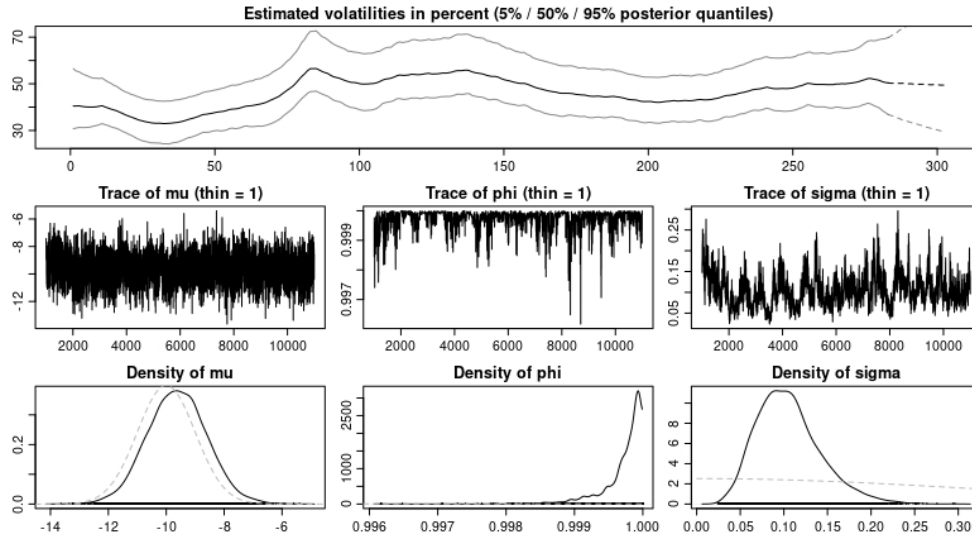 Estimated volatilities in percent (5% / 50% / 95% posterior quantiles)
70
50
30
0 50 100 150 200 250 300
Trace of mu (thin = 1) Trace of phi (thin = 1) Trace of sigma (thin = 1)
-6
-8
-12
2000 4000 6000 8000 10000
0.999
0.997
2000 4000 6000 8000 10000
0.25
0.15
0.05
2000 4000 6000 8000 10000
Density of mu Density of phi Density of sigma
0.2
0.0
-14 -12 -10 -8 -6
2500
1000
0
0.996 0.997 0.998 0.999 1.000
8
6
4
2
0
0.00 0.05 0.10 0.15 0.20 0.25 0.30